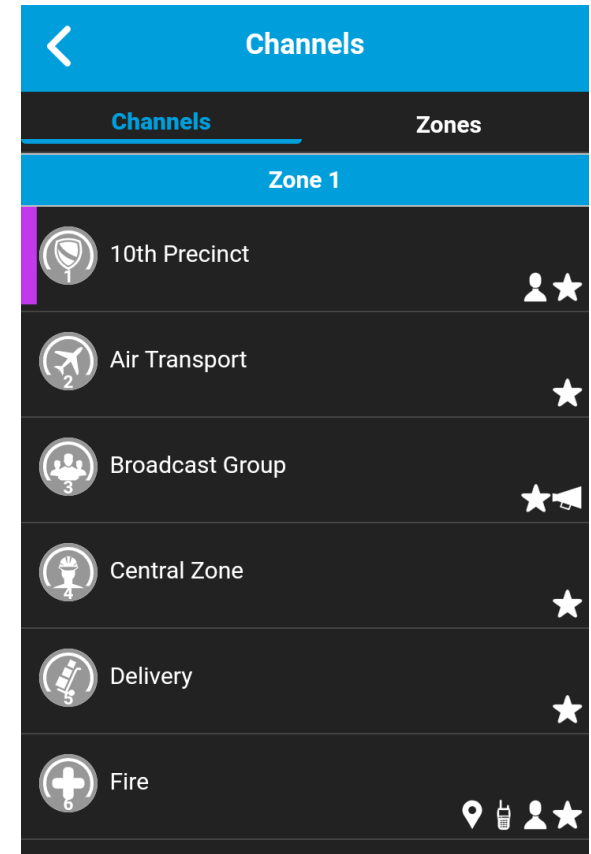 Channels
Channels Zones
Zone 1
1
10th Precinct
2
Air Transport
3
Broadcast Group
4
Central Zone
5
Delivery
6
Fire